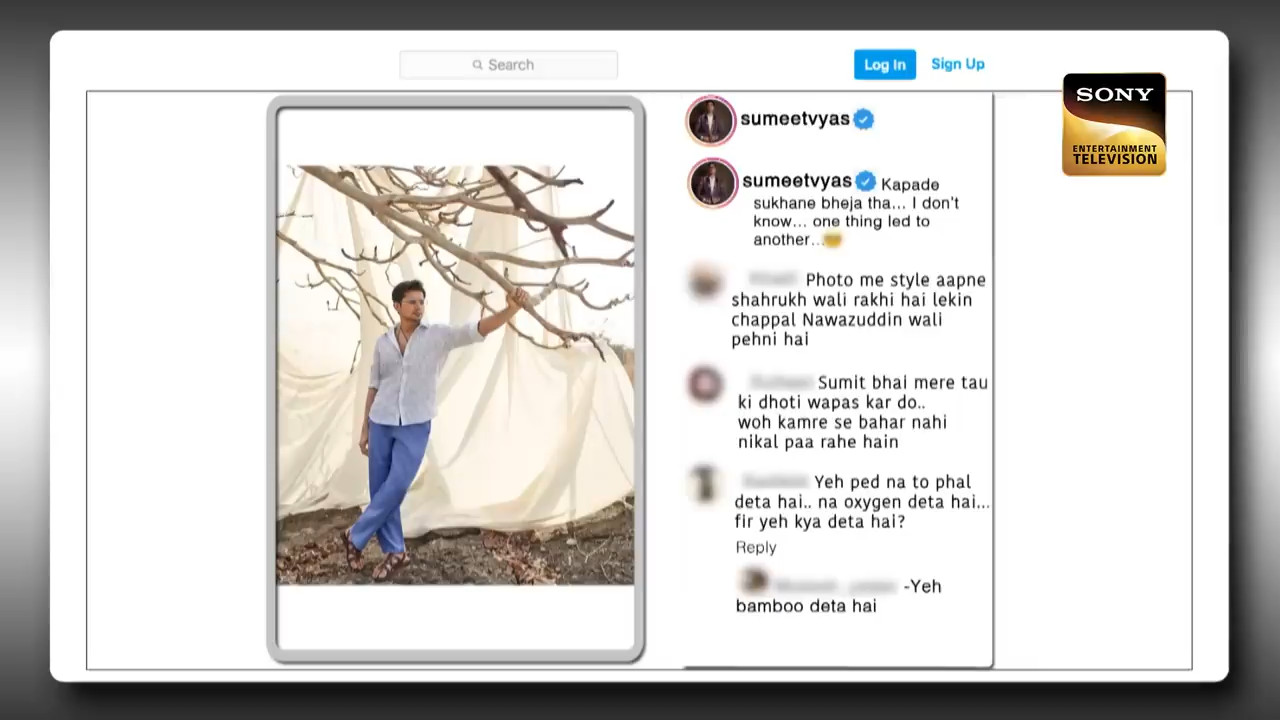 Search
Log In
Sign Up
SONY
ENTERTAINMENT
TELEVISION
sumeetvyas
sumeetvyas Kapade
sukhane bheja tha... I don't
know... one thing led to
another...
Photo me style aapne
shahrukh wali rakhi hai lekin
chappal Nawazuddin wali
pehni hai
Sumit bhai mere tau
ki dhoti wapas kar do..
woh kamre se bahar nahi
nikal paa rahe hain
Yeh ped na to phal
deta hai.. na oxygen deta hai...
fir yeh kya deta hai?
Reply
-Yeh
bamboo deta hai